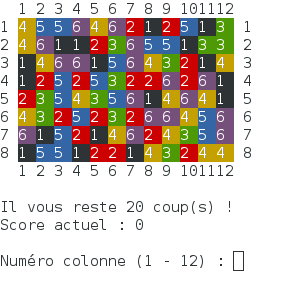 1 2 3 4 5 6 7 8 9 101112
1 4 5 5 6 4 6 2 1 2 5 1 3 1
2 4 6 1 1 2 3 6 5 5 1 3 3 2
3 1 4 6 6 1 5 6 4 3 2 1 4 3
4 1 2 5 2 5 3 2 2 6 2 6 1 4
5 2 3 5 4 3 5 6 1 4 6 4 1 5
6 4 3 2 5 2 3 2 6 6 4 5 6 6
7 6 1 5 2 1 4 6 2 4 3 5 6 7
8 1 5 5 1 2 2 1 4 3 2 4 4 8
1 2 3 4 5 6 7 8 9 101112
Il vous reste 20 coup(s) !
Score actuel : 0
Numéro colonne (1 - 12) :